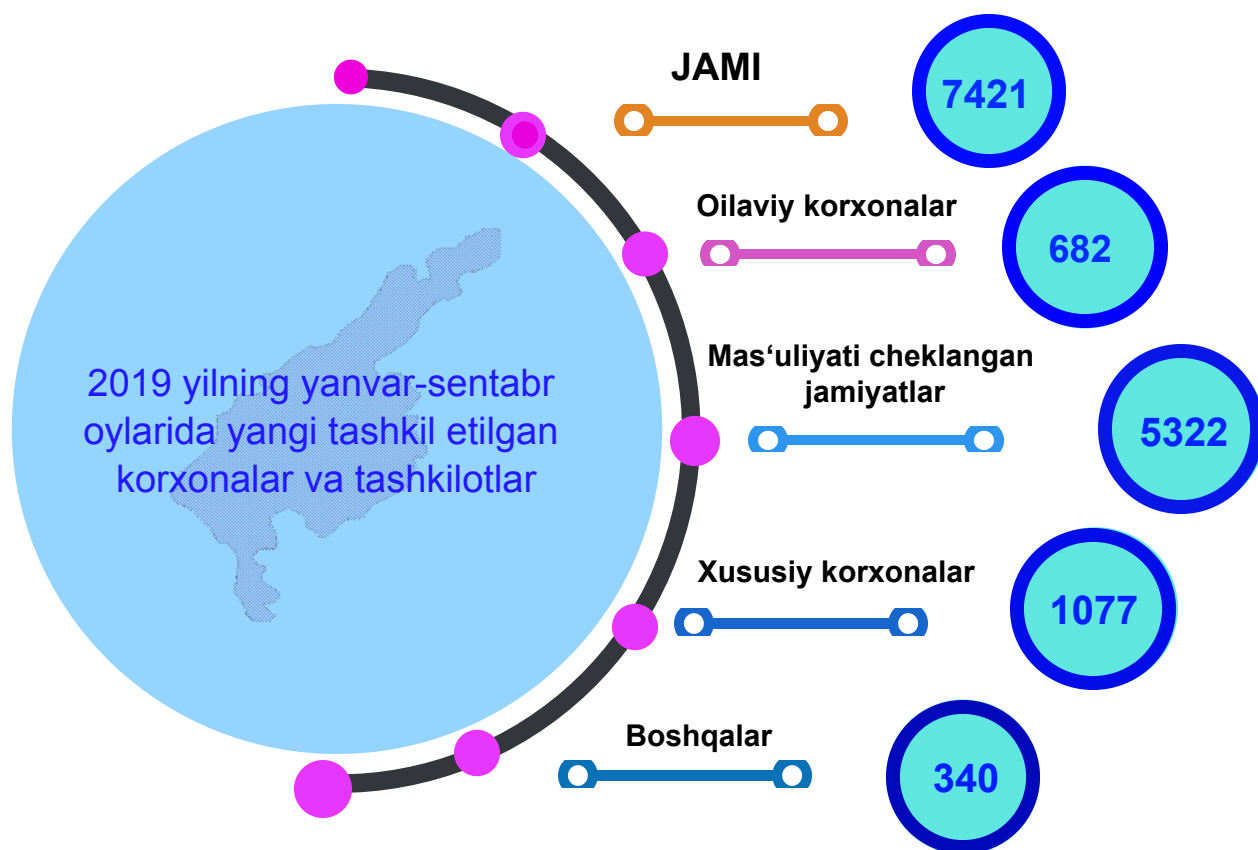 2019 yilning yanvar-sentabr
oylarida yangi tashkil etilgan
korxonalar va tashkilotlar
JAMI
7421
Oilaviy korxonalar
682
Mas‘uliyati cheklangan
jamiyatlar
5322
Xususiy korxonalar
1077
Boshqalar
340